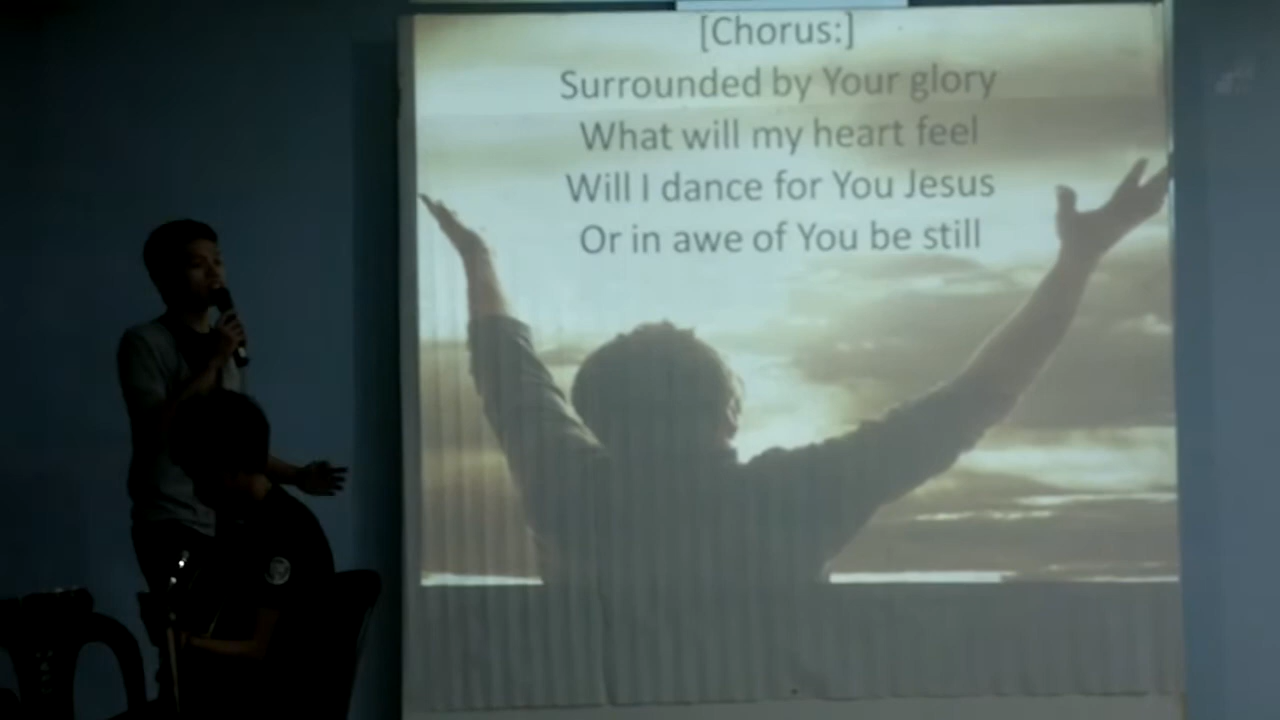 [Chorus:]
Surrounded by Your glory
What will my heart feel
Will I dance for You Jesus
Or in awe of You be still